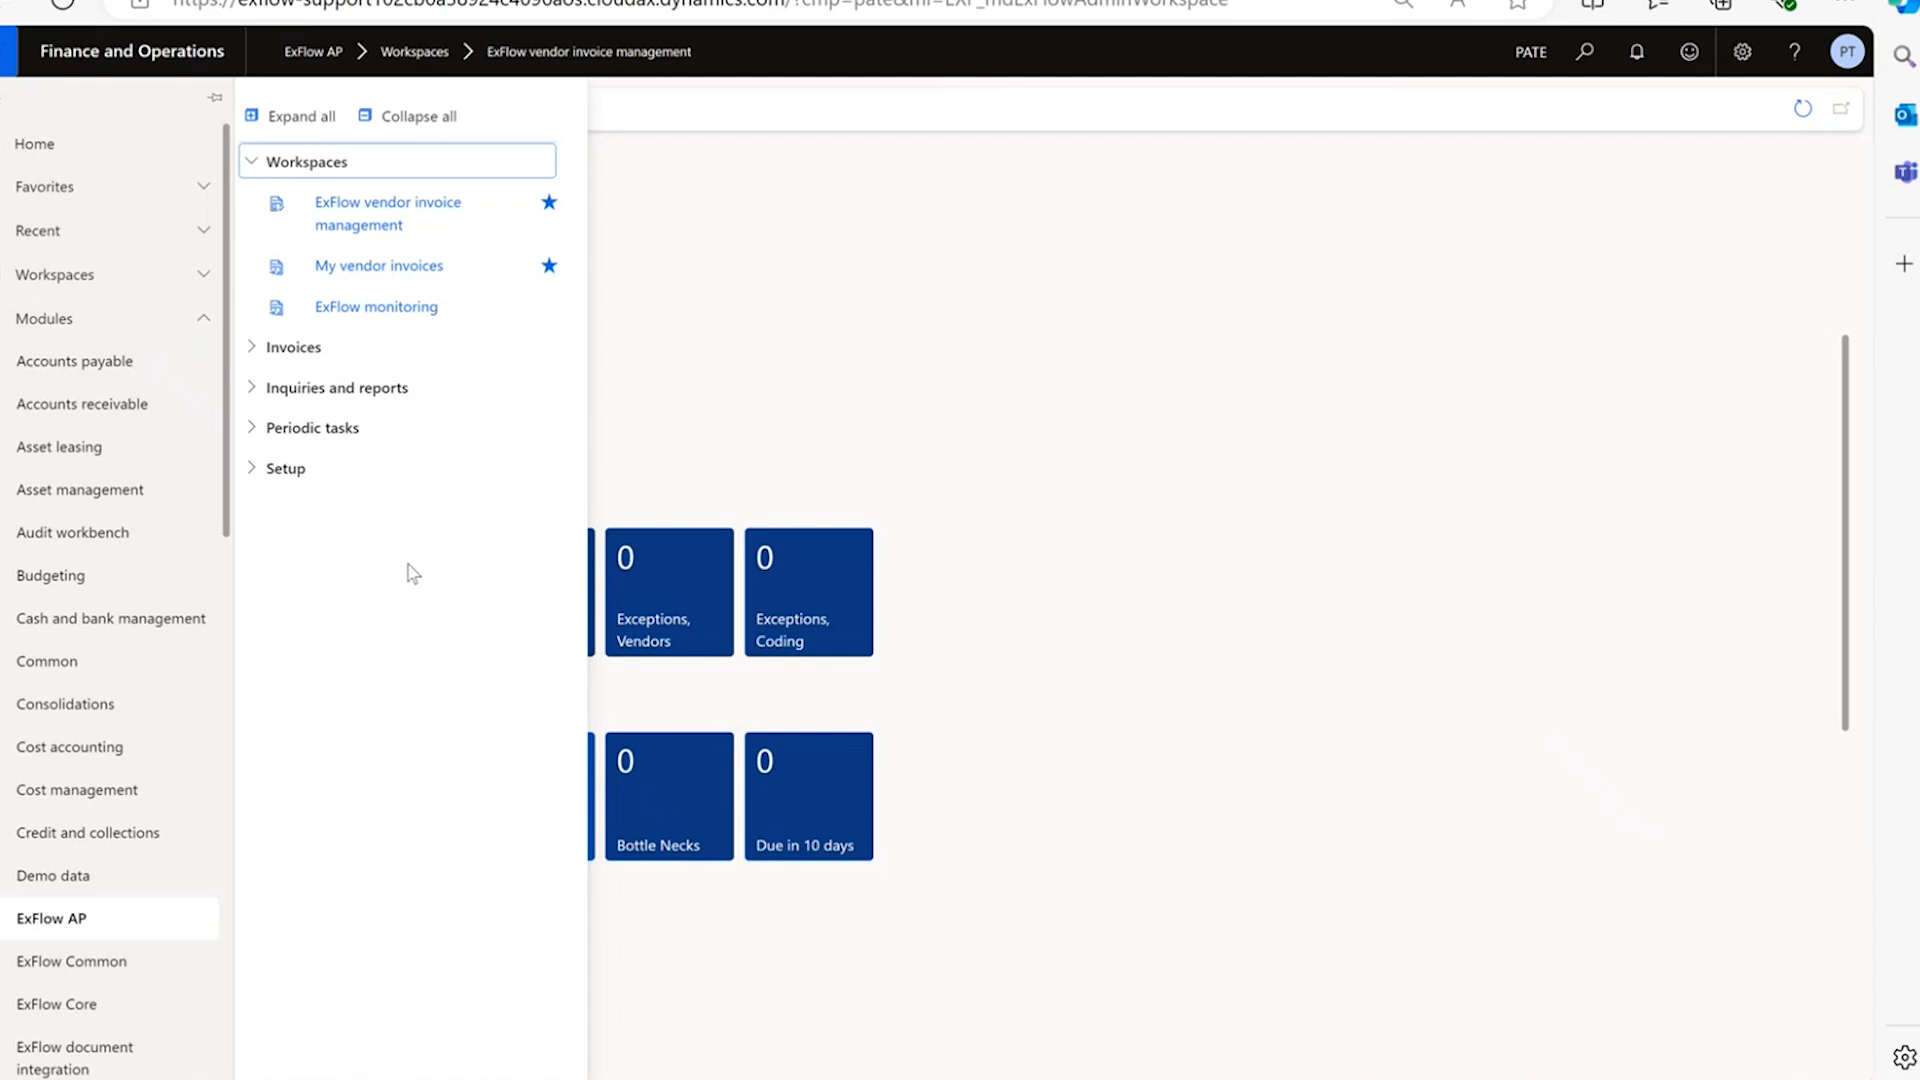 Finance and Operations
ExFlow AP > Workspaces > ExFlow vendor invoice management
PATE
PT
Expand all
Collapse all
Home
Favorites
Recent
Workspaces
Modules
Accounts payable
Accounts receivable
Asset leasing
Asset management
Audit workbench
Budgeting
Cash and bank management
Common
Consolidations
Cost accounting
Cost management
Credit and collections
Demo data
ExFlow AP
ExFlow Common
ExFlow Core
ExFlow document
integration
Workspaces
ExFlow vendor invoice
management
My vendor invoices
ExFlow monitoring
Invoices
Inquiries and reports
Periodic tasks
Setup
0
Exceptions,
Vendors
0
Exceptions,
Coding
0
Bottle Necks
0
Due in 10 days